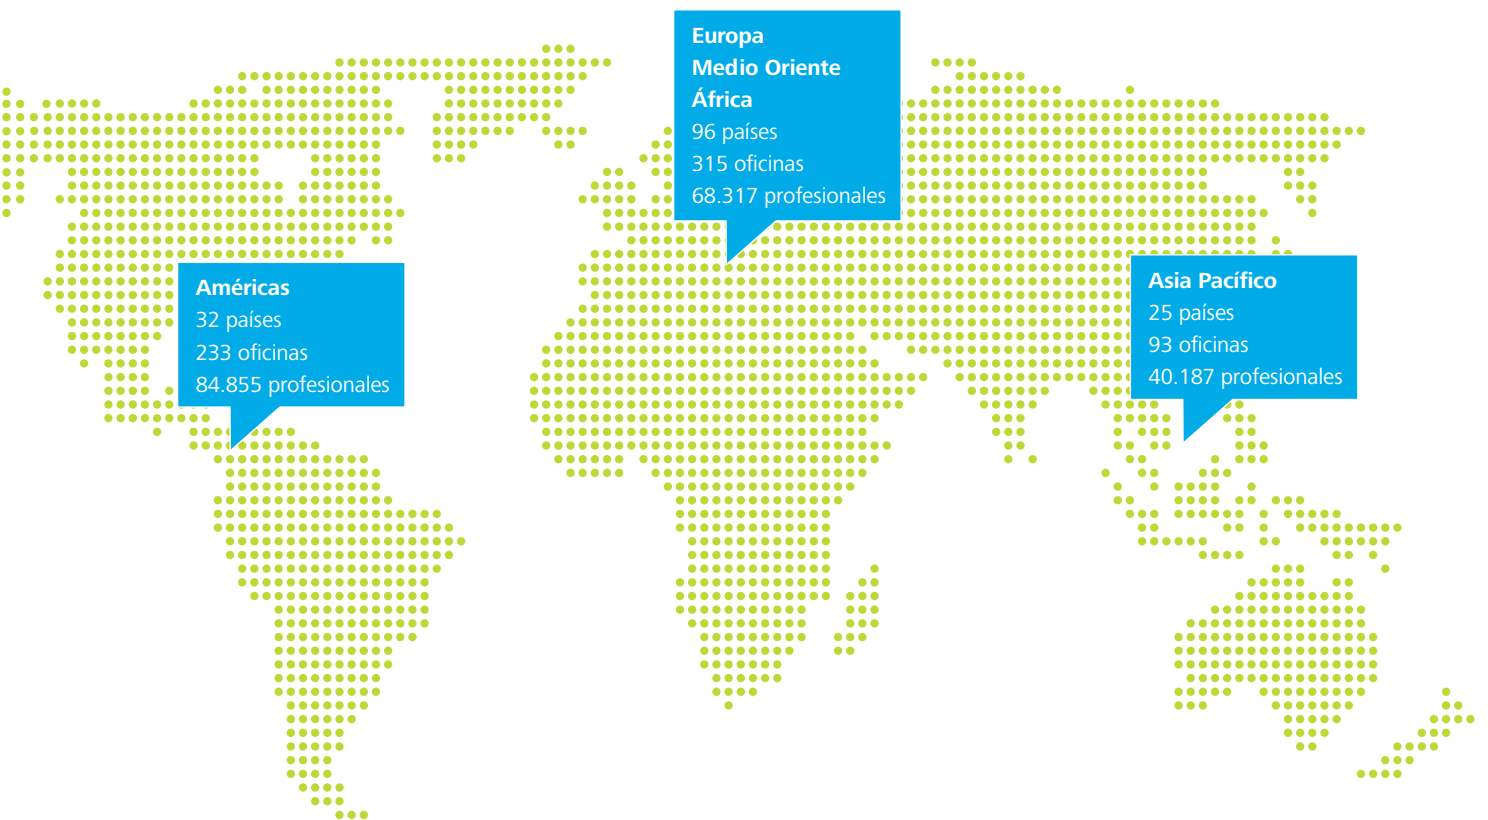 Europa
Medio Oriente
África
96 países
315 oficinas
68.317 profesionales
Américas
32 países
233 oficinas
84.855 profesionales
Asia Pacífico
25 países
93 oficinas
40.187 profesionales